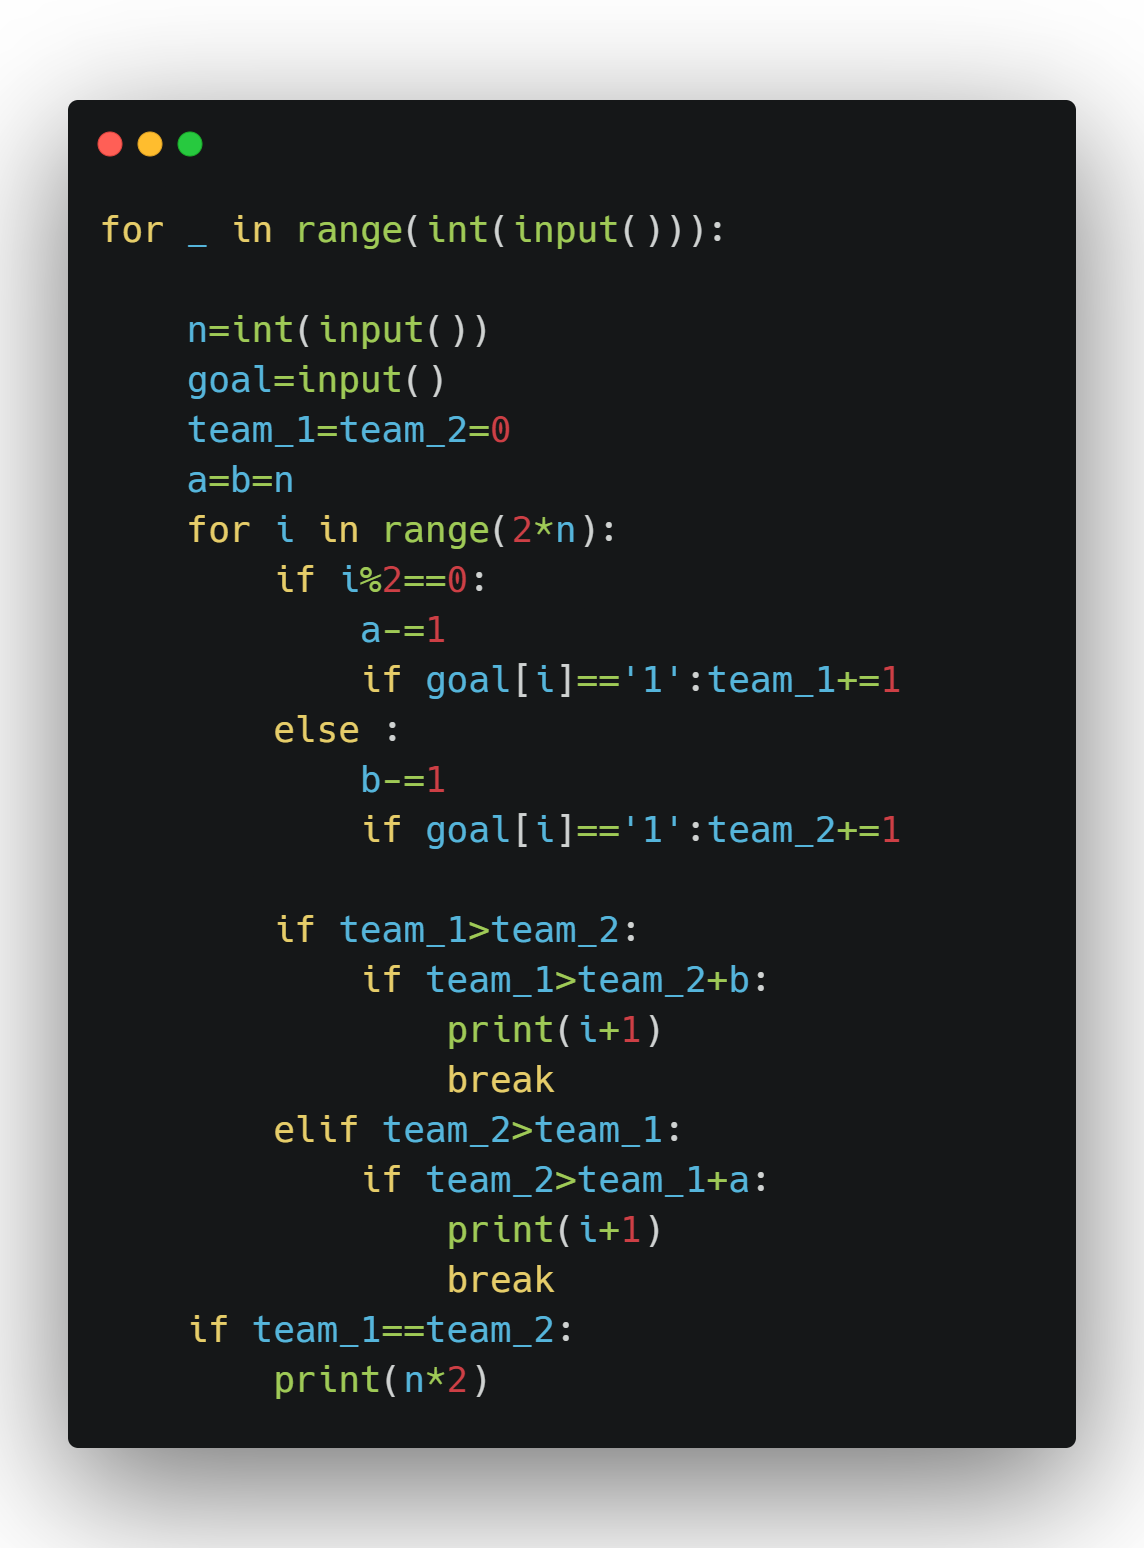 for _ in range(int(input())):

    n=int(input())
    goal=input()
    team_1=team_2=0
    a=b=n
    for i in range(2*n):
        if i%2==0:
            a-=1
            if goal[i]=='1':team_1+=1
        else :
            b-=1
            if goal[i]=='1':team_2+=1

        if team_1>team_2:
            if team_1>team_2+b:
                print(i+1)
                break
        elif team_2>team_1:
            if team_2>team_1+a:
                print(i+1)
                break
    if team_1==team_2:
        print(n*2)